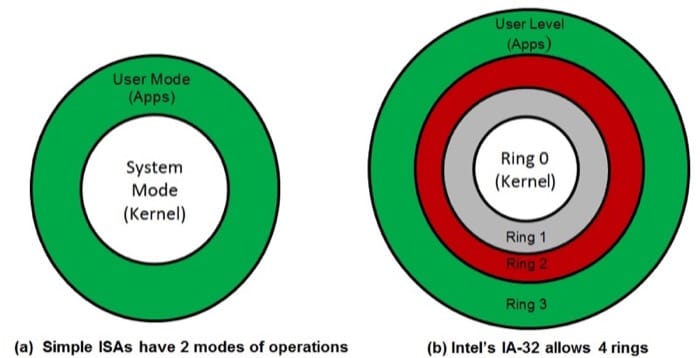 User Mode
(Apps)
System
Mode
(Kernel)
(a) Simple ISAs have 2 modes of operations
User Level
(Apps)
Ring 0
(Kernel)
Ring 1
Ring 2
Ring 3
(b) Intel's IA-32 allows 4 rings